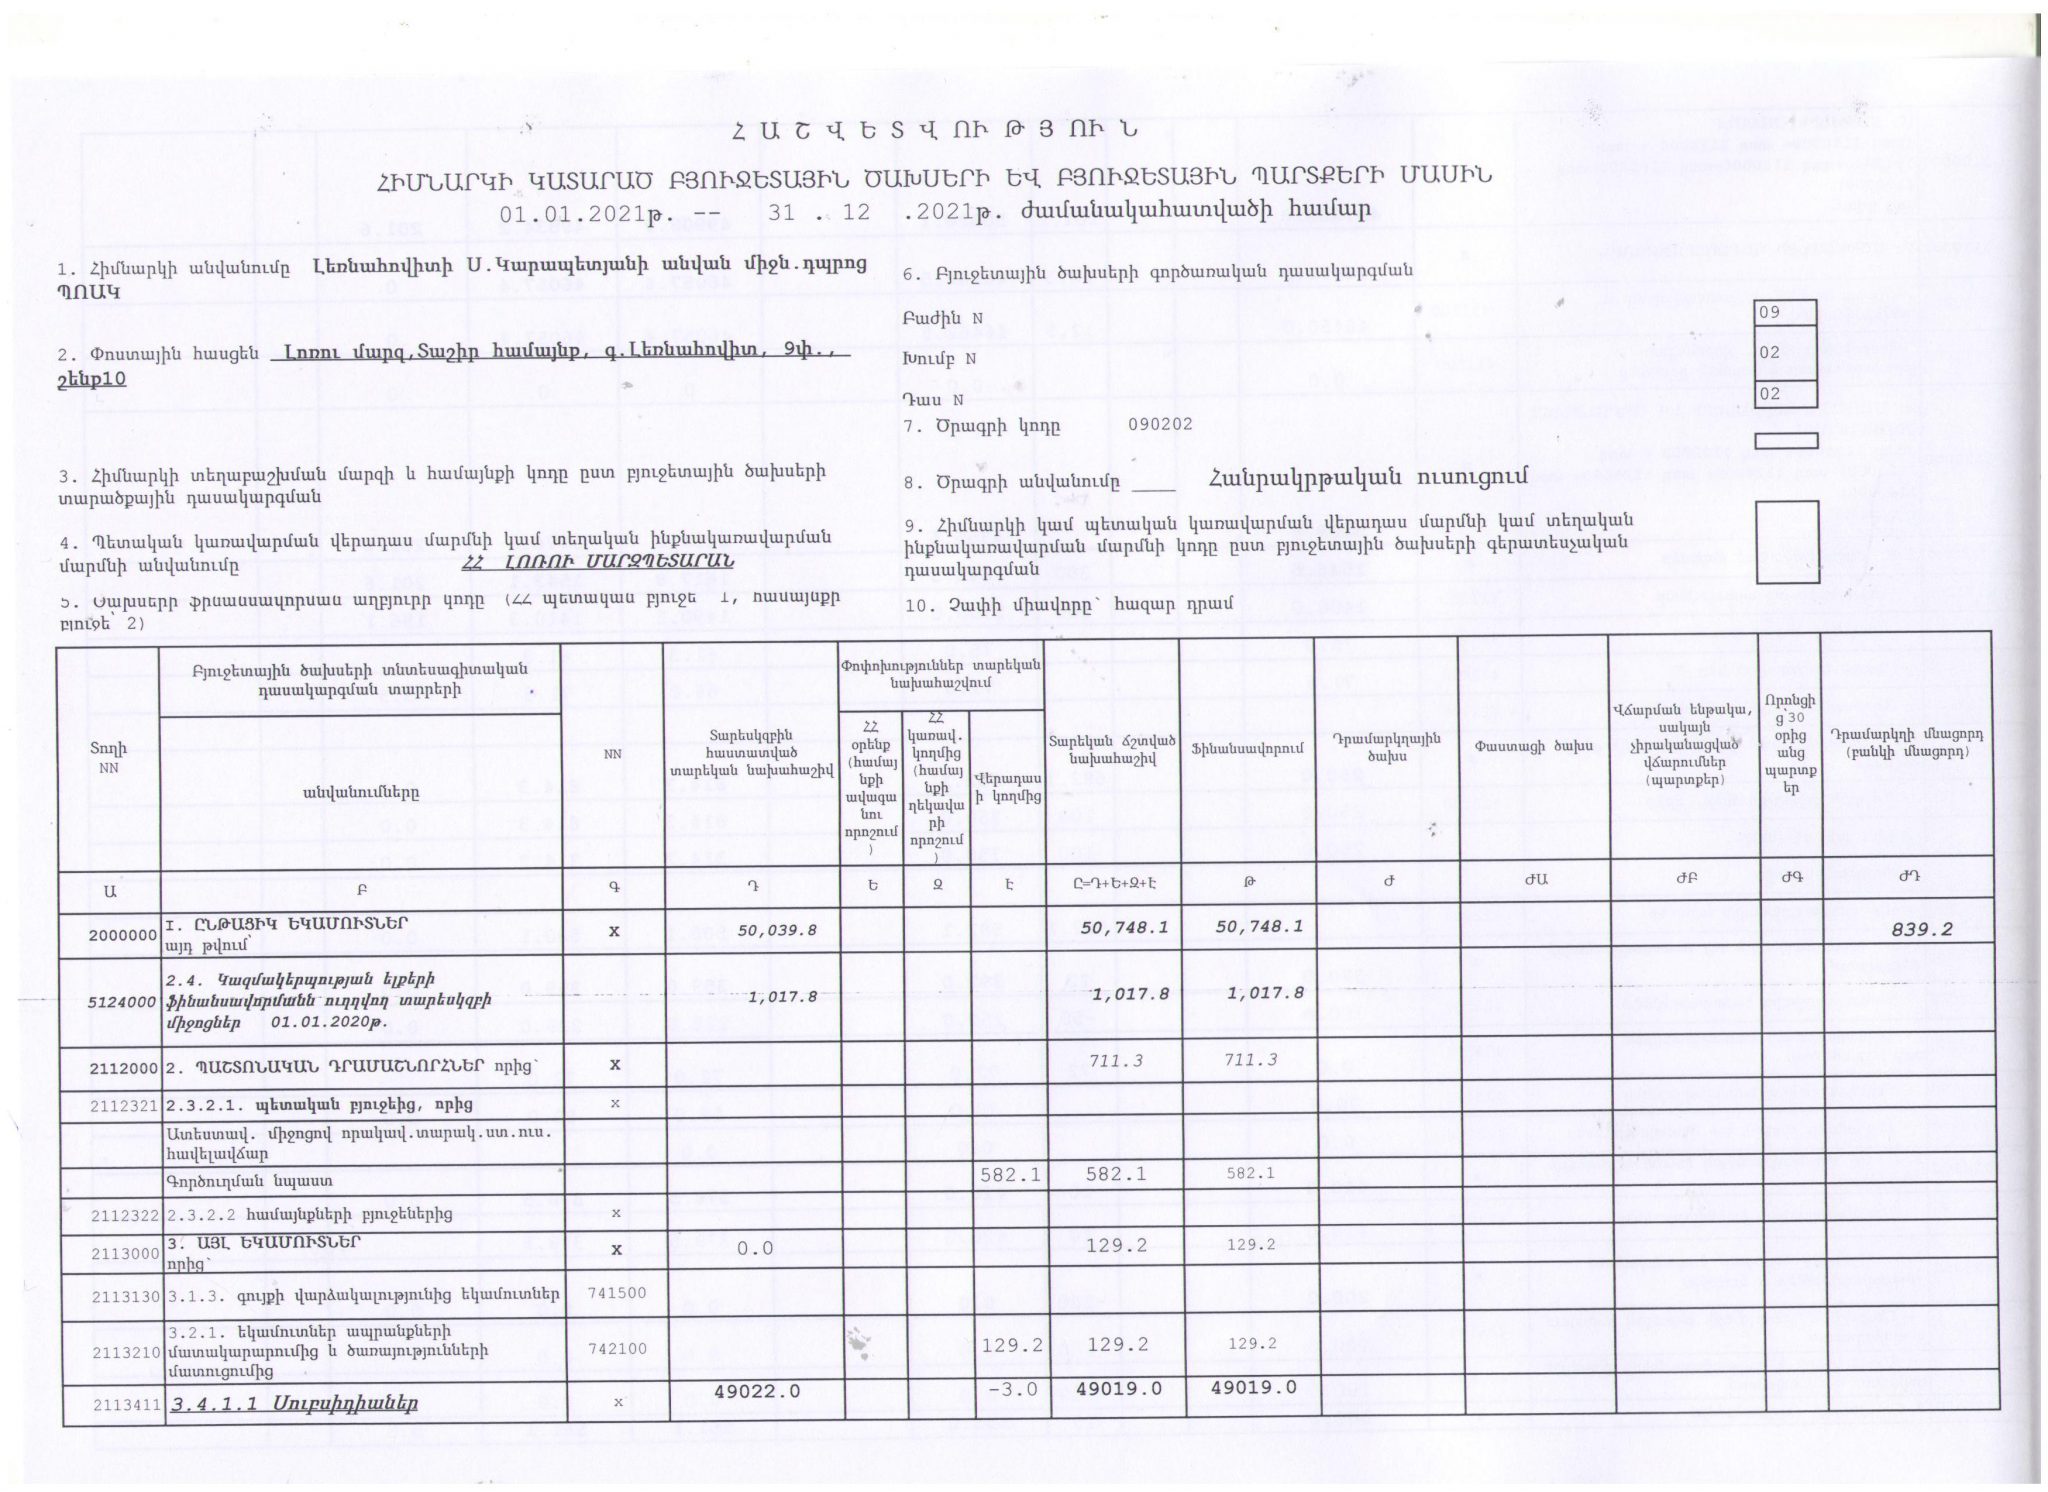 Հ Ա Շ Վ Ե Տ Վ ՈՒ Թ Յ ՈՒ Ն
ՀԻՄՆԱՐԿԻ ԿԱՏԱՐԱԾ ԲՅՈՒՋԵՏԱՅԻՆ ԾԱԽՍԵՐԻ ԵՎ ԲՅՈՒՋԵՏԱՅԻՆ ՊԱՐՏՔԵՐԻ ՄԱՍԻՆ
01.01.2021թ. -- 31 . 12 .2021թ. ժամանակահատվածի համար
1. Հիմնարկի անվանումը Լեռնահովիտի Ս.Կարապետյանի անվան միջն.դպրոց
ՊՈԱԿ
2. Փոստային հասցեն Լոռու մարզ,Տաշիր համայնք, գ.Լեռնահովիտ, 9փ.,
շենք10
3. Հիմնարկի տեղաբաշխման մարզի և համայնքի կոդը ըստ բյուջետային ծախսերի
տարածքային դասակարգման
4. Պետական կառավարման վերադաս մարմնի կամ տեղական ինքնակառավարման
մարմնի անվանումը ՀՀ ԼՈՌՈՒ ՄԱՐԶՊԵՏԱՐԱՆ
5. Ծախսերի ֆինանսավորման աղբյուրի կոդը (ՀՀ պետական բյուջե 1, համայնքի
բյուջե` 2)
6. Բյուջետային ծախսերի գործառական դասակարգման
Բաժին N 09
Խումբ N 02
Դաս N 02
7. Ծրագրի կոդը 090202
8. Ծրագրի անվանումը ____ Հանրակրթական ուսուցում
9. Հիմնարկի կամ պետական կառավարման վերադաս մարմնի կամ տեղական
ինքնակառավարման մարմնի կոդը ըստ բյուջետային ծախսերի գերատեսչական
դասակարգման
10. Չափի միավորը` հազար դրամ
Տողի
NN
Բյուջետային ծախսերի տնտեսագիտական
դասակարգման տարրերի
անվանումները
NN
Տարեսկզբին
հաստատված
տարեկան նախահաշիվ
Փոփոխություններ տարեկան
նախահաշվում
ՀՀ
օրենք
(համայ
նքի
ավագա
նու
որոշում
)
ՀՀ
կառավ.
կողմից
(համայ
նքի
ղեկավա
րի
որոշում
)
Վերադաս
ի կողմից
Տարեկան ճշտված
նախահաշիվ
Ֆինանսավորում
Դրամարկղային
ծախս
Փաստացի ծախս
Վճարման ենթակա,
սակայն
չիրականացված
վճարումներ
(պարտքեր)
Որոնցի
ց`30
օրից
անց
պարտք
եր
Դրամարկղի մնացորդ
(բանկի մնացորդ)
Ա Բ Գ Դ Ե Զ Է Ը=Դ+Ե+Զ+Է Թ Ժ ԺԱ ԺԲ ԺԳ ԺԴ
2000000 I. ԸՆԹԱՑԻԿ ԵԿԱՄՈՒՏՆԵՐ x 50,039.8 50,748.1 50,748.1 839.2
այդ թվում`
2.4. Կազմակերպության ելքերի
5124000 ֆինանսավորմանն ուղղվող տարեսկզբի 1,017.8 1,017.8 1,017.8
միջոցներ 01.01.2020թ.
2112000 2. ՊԱՇՏՈՆԱԿԱՆ ԴՐԱՄԱՇՆՈՐՀՆԵՐ որից` x 711.3 711.3
2112321 2.3.2.1. պետական բյուջեից, որից x
Ատեստավ. միջոցով որակավ.տարակ.ստ.ուս.
հավելավճար
Գործուղման նպաստ 582.1 582.1 582.1
2112322 2.3.2.2 համայնքների բյուջեներից x
2113000 3. ԱՅԼ ԵԿԱՄՈՒՏՆԵՐ x 0.0 129.2 129.2
որից`
2113130 3.1.3. գույքի վարձակալությունից եկամուտներ 741500
3.2.1. եկամուտներ ապրանքների
2113210 մատակարարումից և ծառայությունների 742100 129.2 129.2 129.2
մատուցումից
2113411 3.4.1.1 Սուբսիդիաներ x 49022.0 -3.0 49019.0 49019.0